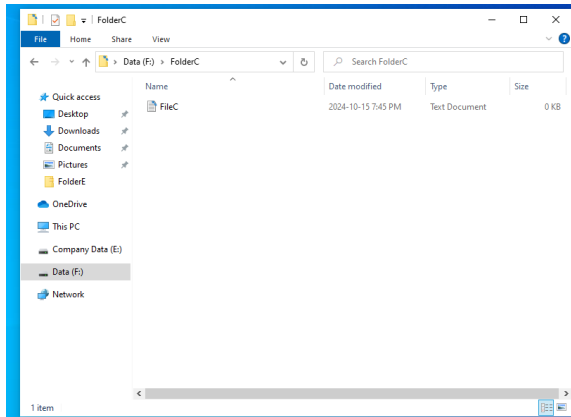 FolderC
File Home Share View
Data (F:) FolderC Search FolderC
Name Date modified Type Size
FileC 2024-10-15 7:45 PM Text Document 0 KB
Quick access
Desktop
Downloads
Documents
Pictures
FolderE
OneDrive
This PC
Company Data (E:)
Data (F:)
Network
1 item